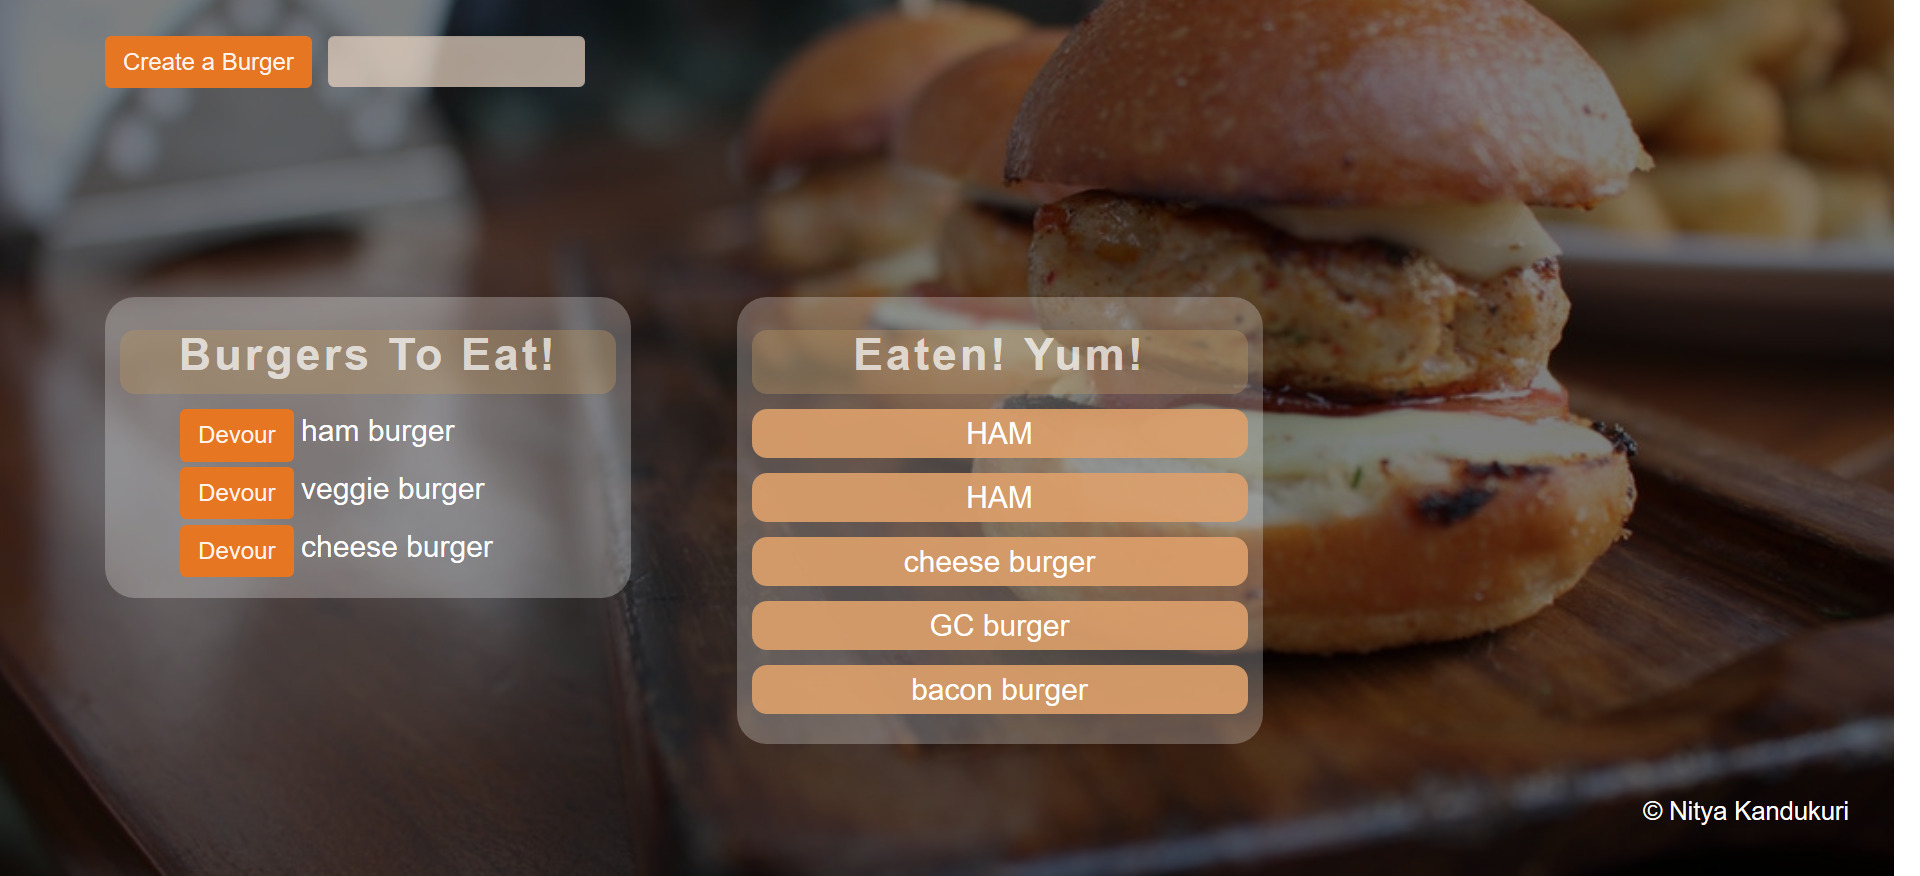 Create a Burger
Burgers To Eat!
Devour ham burger
Devour veggie burger
Devour cheese burger
Eaten! Yum!
HAM
HAM
cheese burger
GC burger
bacon burger
© Nitya Kandukuri